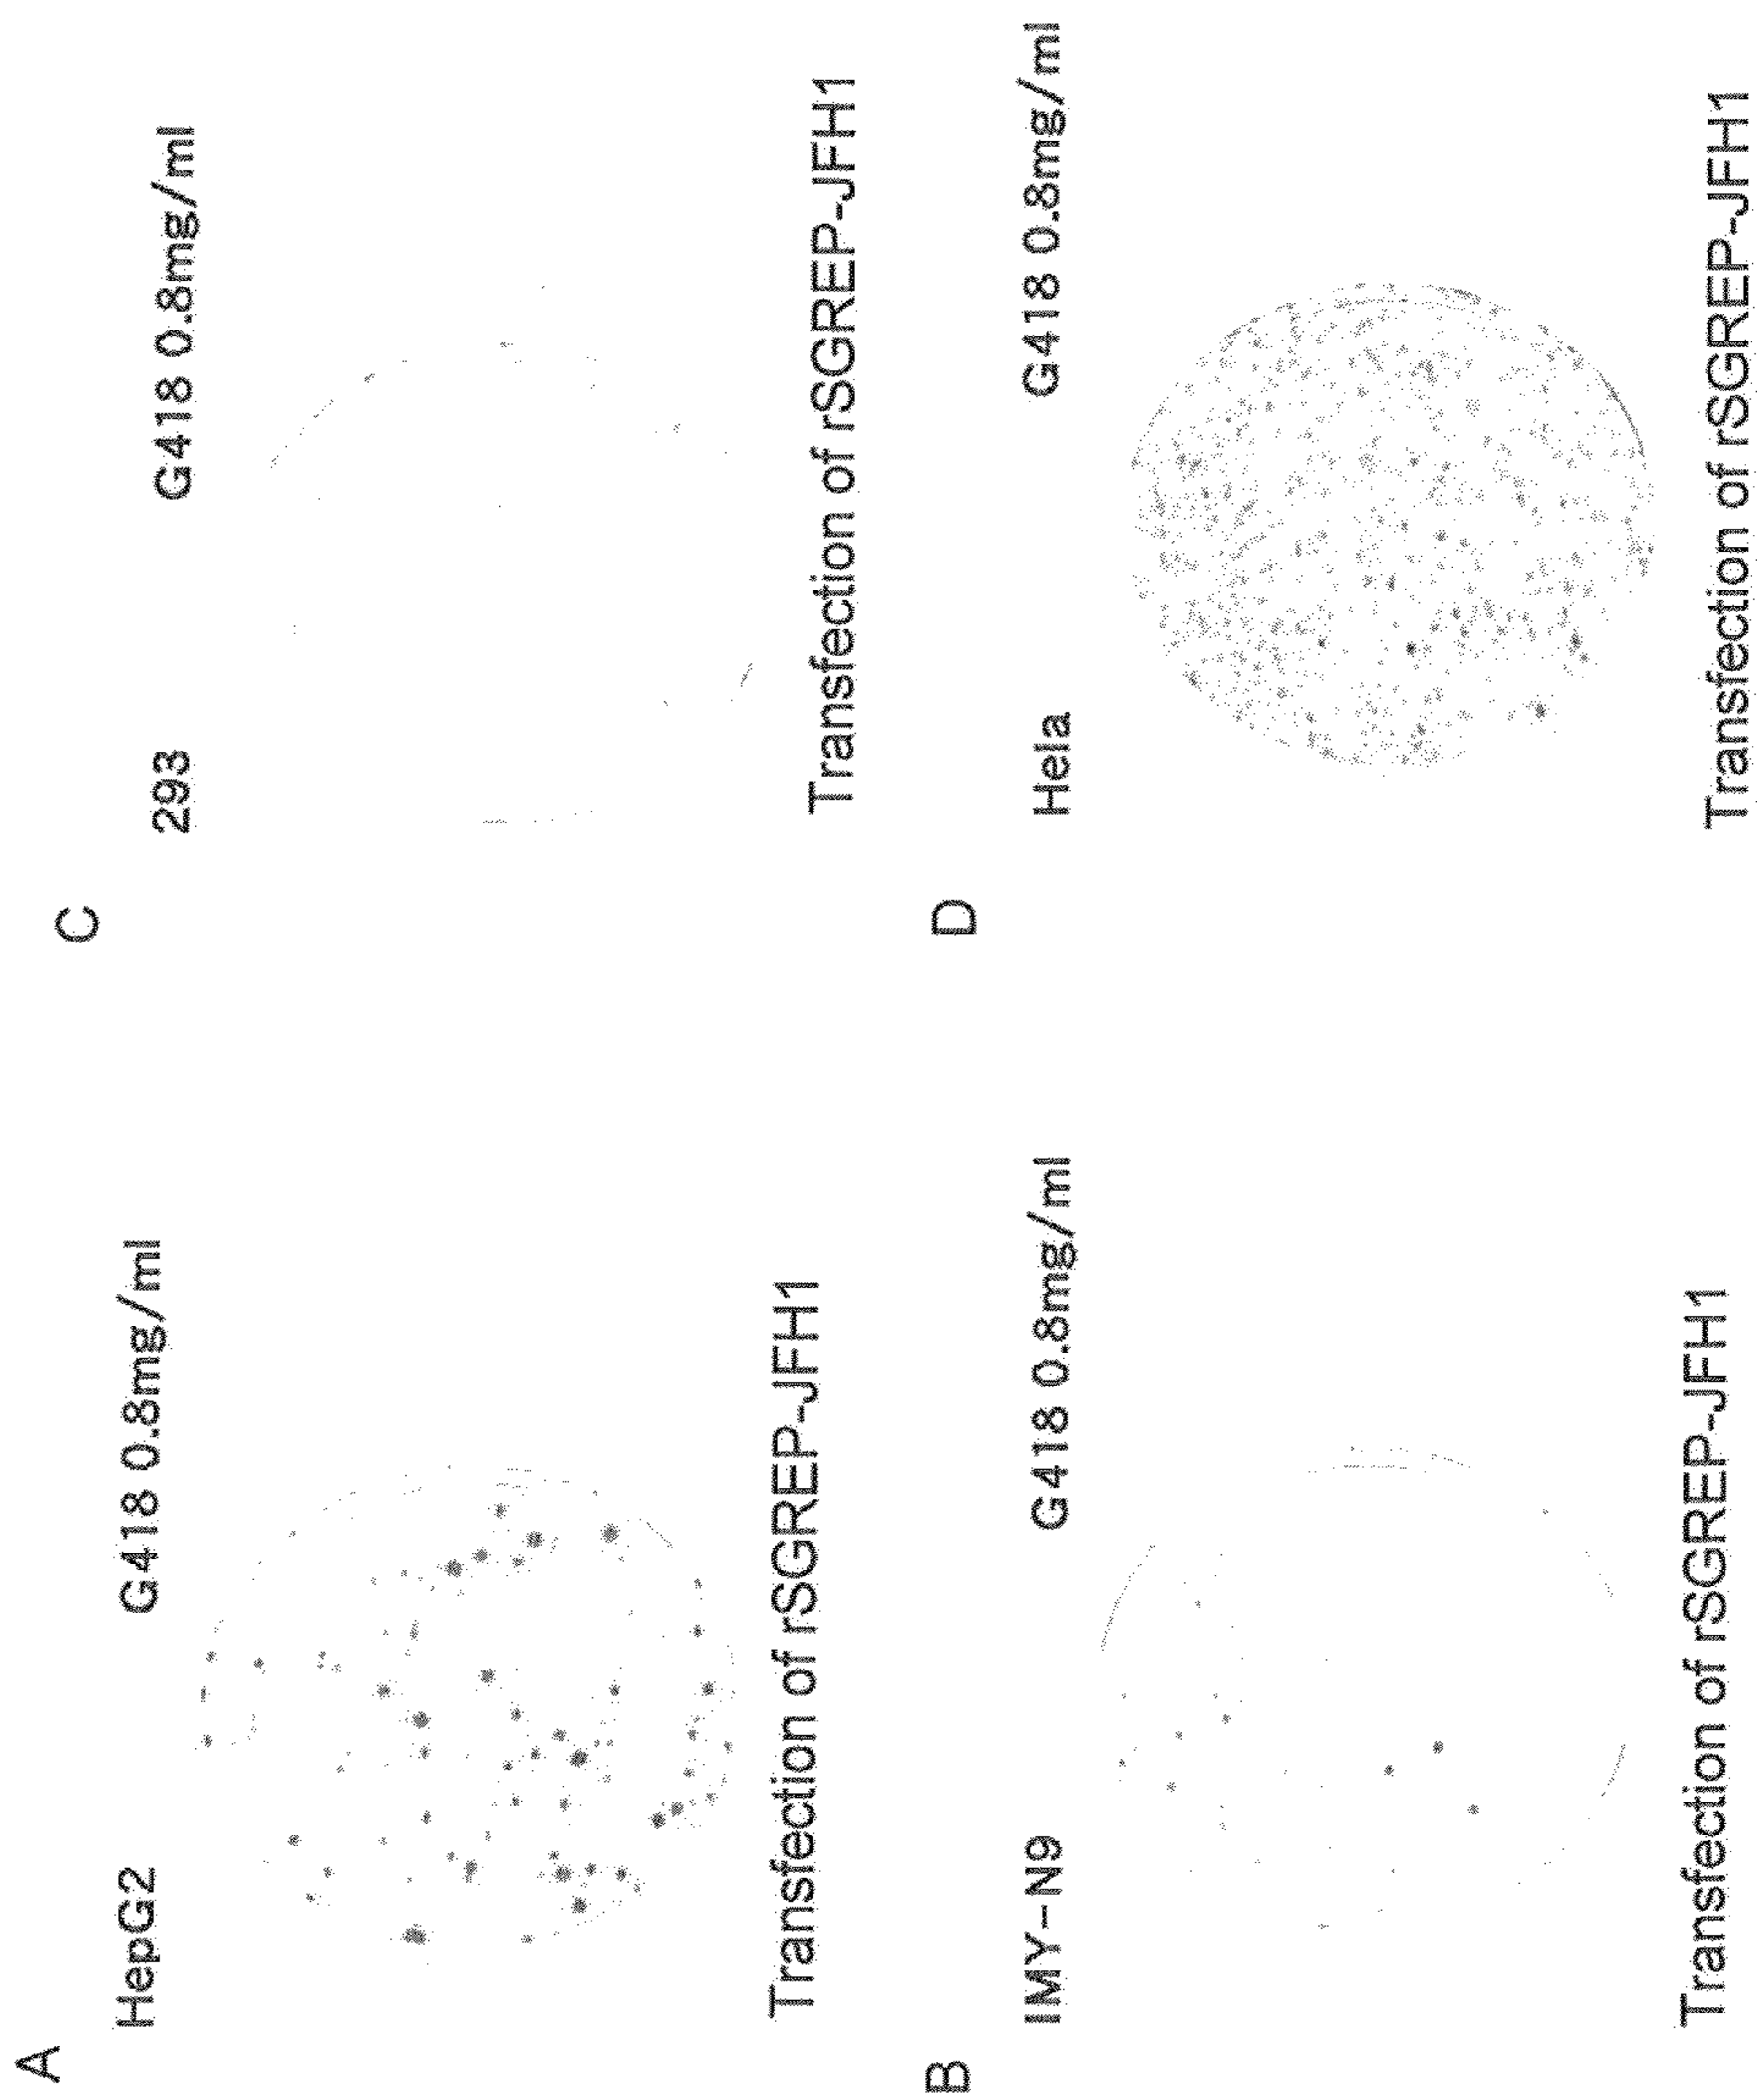 A
HepG2 G418 0.8mg/ml
Transfection of rSGREP-JFH1
B
IMY-N9 G418 0.8mg/ml
Transfection of rSGREP-JFH1
C
293 G418 0.8mg/ml
Transfection of rSGREP-JFH1
D
Hela G418 0.8mg/ml
Transfection of rSGREP-JFH1